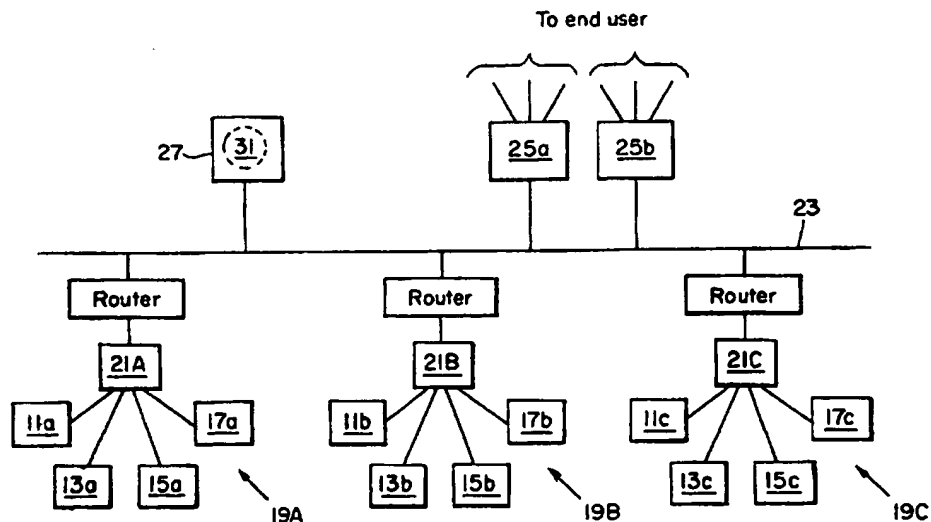 To end user
27
31
25a
25b
23
Router
Router
Router
21A
21B
21C
11a
17a
11b
17b
11c
17c
13a
15a
13b
15b
13c
15c
19A
19B
19C